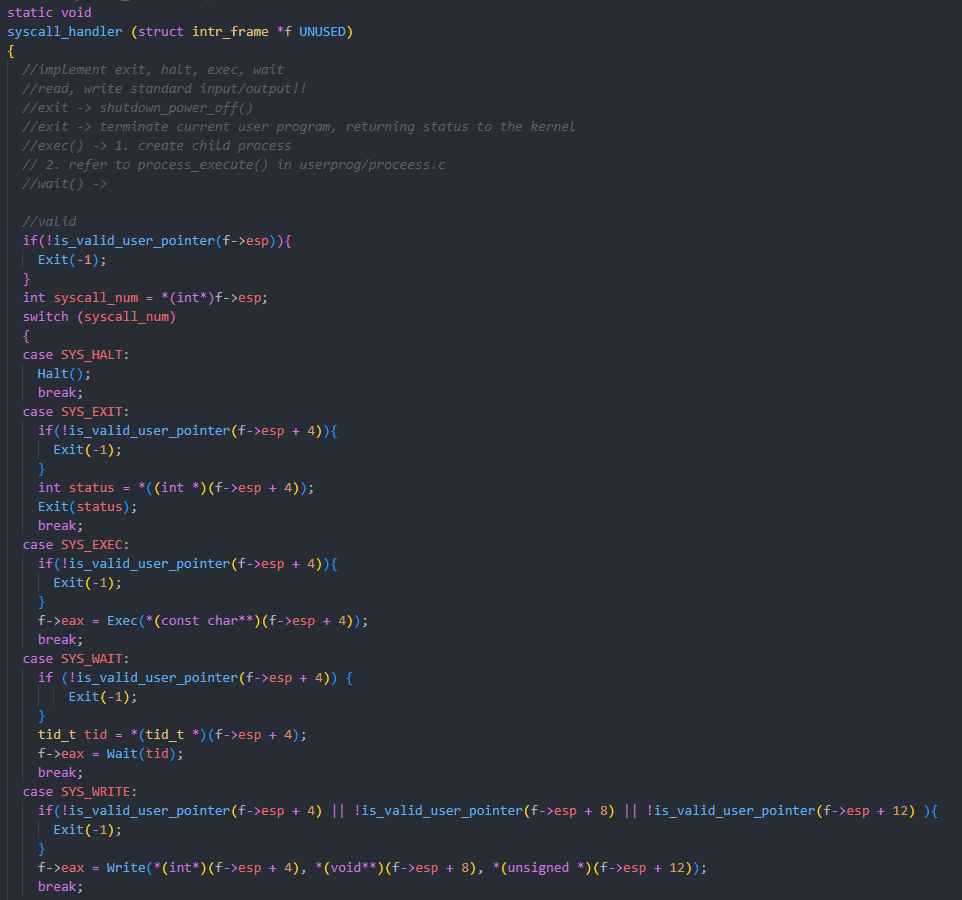 static void
syscall_handler (struct intr_frame *f UNUSED)
{
  //implement exit, halt, exec, wait
  //read, write standard input/output!!
  //exit -> shutdown_power_off()
  //exit -> terminate current user program, returning status to the kernel
  //exec() -> 1. create child process
  // 2. refer to process_execute() in userprog/proceess.c
  //wait() ->

  //valid
  if(!is_valid_user_pointer(f->esp)){
    Exit(-1);
  }
  int syscall_num = *(int*)f->esp;
  switch (syscall_num)
  {
  case SYS_HALT:
    Halt();
    break;
  case SYS_EXIT:
    if(!is_valid_user_pointer(f->esp + 4)){
      Exit(-1);
    }
    int status = *((int *)(f->esp + 4));
    Exit(status);
    break;
  case SYS_EXEC:
    if(!is_valid_user_pointer(f->esp + 4)){
      Exit(-1);
    }
    f->eax = Exec(*(const char**)(f->esp + 4));
    break;
  case SYS_WAIT:
    if (!is_valid_user_pointer(f->esp + 4)) {
        Exit(-1);
    }
    tid_t tid = *(tid_t *)(f->esp + 4);
    f->eax = Wait(tid);
    break;
  case SYS_WRITE:
    if(!is_valid_user_pointer(f->esp + 4) || !is_valid_user_pointer(f->esp + 8) || !is_valid_user_pointer(f->esp + 12) ){
      Exit(-1);
    }
    f->eax = Write(*(int*)(f->esp + 4), *(void**)(f->esp + 8), *(unsigned *)(f->esp + 12));
    break;